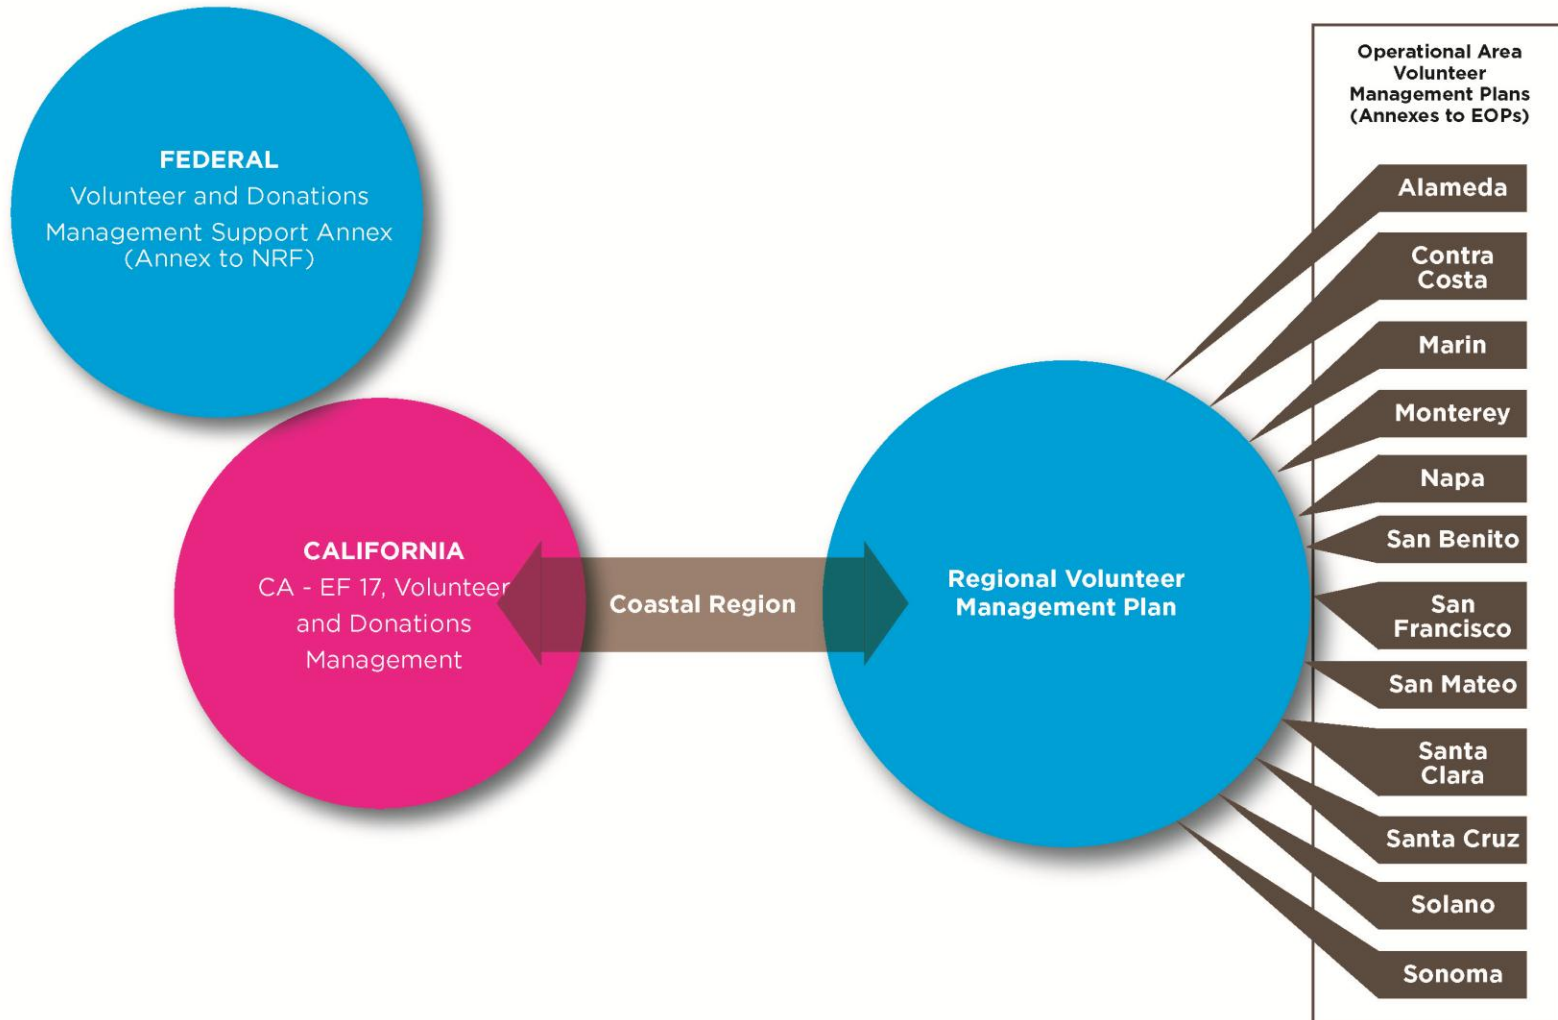 FEDERAL
Volunteer and Donations
Management Support Annex
(Annex to NRF)
CALIFORNIA
CA - EF 17, Volunteer
and Donations
Management
Coastal Region
Regional Volunteer
Management Plan
Operational Area
Volunteer
Management Plans
(Annexes to EOPs)
Alameda
Contra
Costa
Marin
Monterey
Napa
San Benito
San
Francisco
San Mateo
Santa
Clara
Santa Cruz
Solano
Sonoma